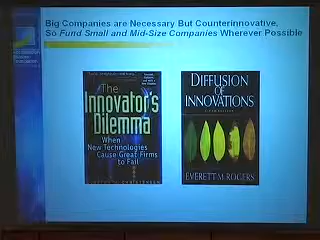 Big Companies are Necessary But Counterinnovative,
So Fund Small and Mid-Size Companies Wherever Possible
The
Innovator's
Dilemma
When
New Technologies
Cause Great Firms
to Fail
DIFFUSION
OF
INNOVATIONS
EVERETT M. ROGERS